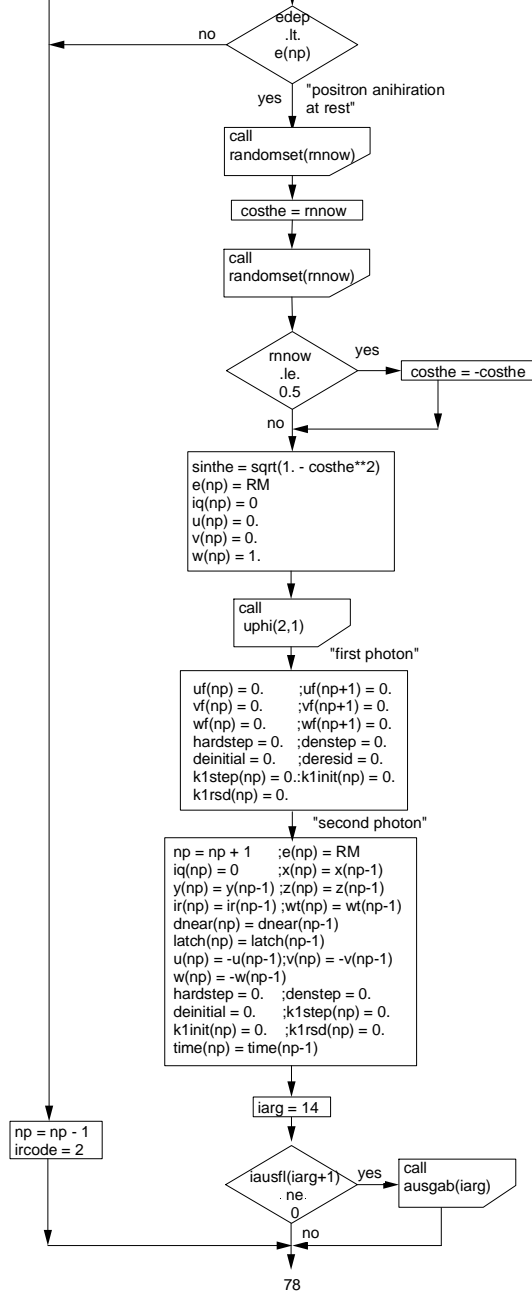 edep
.lt.
e(np)
no
yes
"positron anihiration
at rest"
call
randomset(rnnow)
costhe = rnnow
call
randomset(rnnow)
rnnow
.le.
0.5
yes
costhe = -costhe
no
sinthe = sqrt(1. - costhe**2)
e(np) = RM
iq(np) = 0
u(np) = 0.
v(np) = 0.
w(np) = 1.
call
uphi(2,1)
"first photon"
uf(np) = 0. ;uf(np+1) = 0.
vf(np) = 0. ;vf(np+1) = 0.
wf(np) = 0. ;wf(np+1) = 0.
hardstep = 0. ;denstep = 0.
deinitial = 0. ;deresid = 0.
k1step(np) = 0.:k1init(np) = 0.
k1rsd(np) = 0.
"second photon"
np = np + 1 ;e(np) = RM
iq(np) = 0 ;x(np) = x(np-1)
y(np) = y(np-1) ;z(np) = z(np-1)
ir(np) = ir(np-1) ;wt(np) = wt(np-1)
dnear(np) = dnear(np-1)
latch(np) = latch(np-1)
u(np) = -u(np-1);v(np) = -v(np-1)
w(np) = -w(np-1)
hardstep = 0. ;denstep = 0.
deinitial = 0. ;k1step(np) = 0.
k1init(np) = 0. ;k1rsd(np) = 0.
time(np) = time(np-1)
iarg = 14
np = np - 1
ircode = 2
iausfl(iarg+1)
.ne.
0
yes
call
ausgab(iarg)
no
78